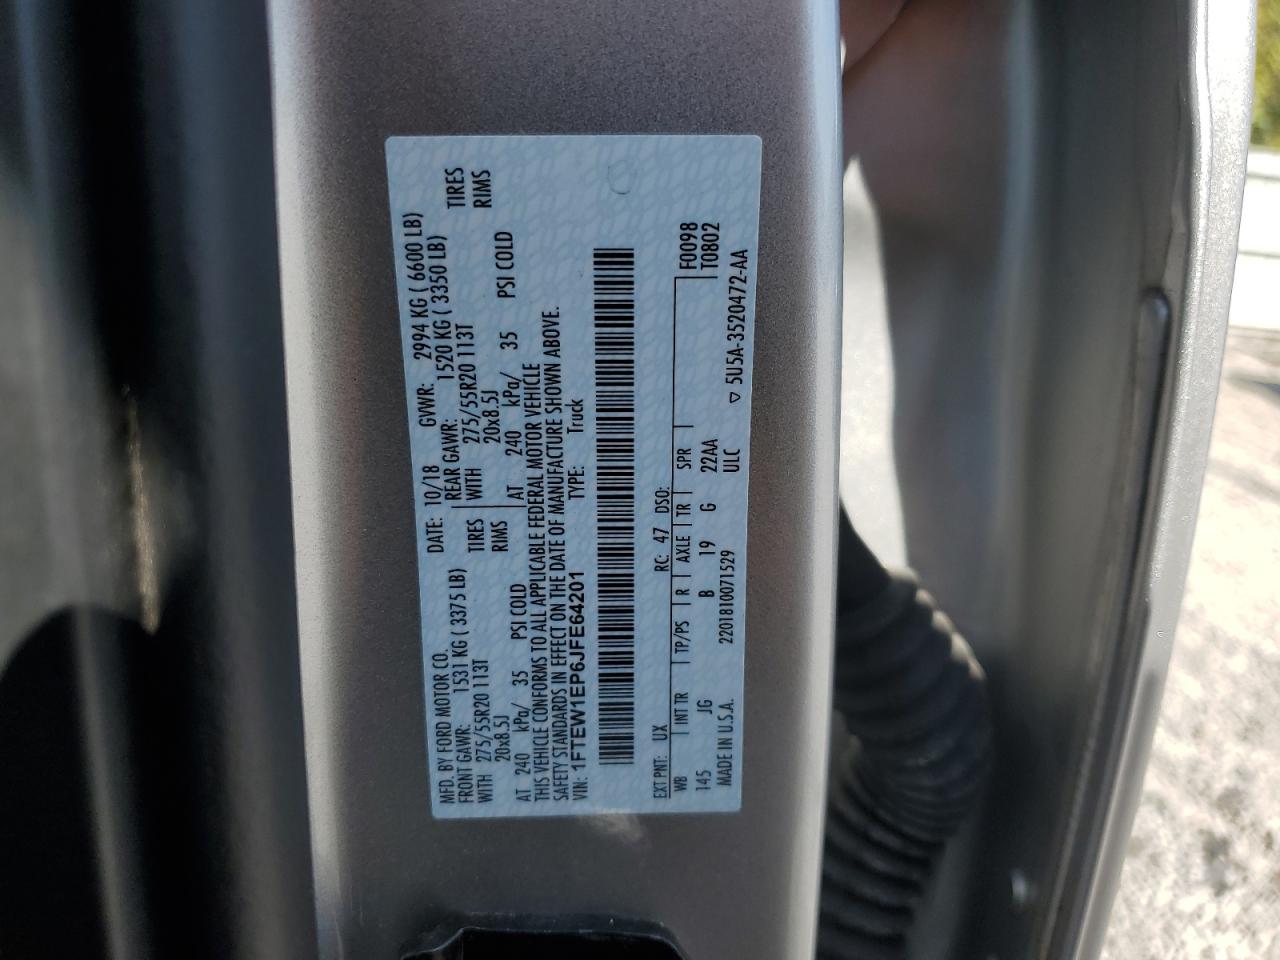 MFD. BY FORD MOTOR CO.
DATE: 10/18 GVWR: 2994 KG ( 6600 LB)
FRONT GAWR: 1531 KG ( 3375 LB) REAR GAWR: 1520 KG ( 3350 LB)
WITH 275/55R20 113T TIRES WITH 275/55R20 113T TIRES
20x8.5J RIMS 20x8.5J RIMS
AT 240 kPa/ 35 PSI COLD AT 240 kPa/ 35 PSI COLD
THIS VEHICLE CONFORMS TO ALL APPLICABLE FEDERAL MOTOR VEHICLE
SAFETY STANDARDS IN EFFECT ON THE DATE OF MANUFACTURE SHOWN ABOVE.
VIN: 1FTEW1EP6JFE64201 TYPE: Truck
EXT PNT: UX RC: 47 DSO: F0098
WB INT TR TP/PS R AXLE TR SPR T0802
145 JG B 19 G 22AA
MADE IN U.S.A. 2201810071529 ULC 5U5A-3520472-AA